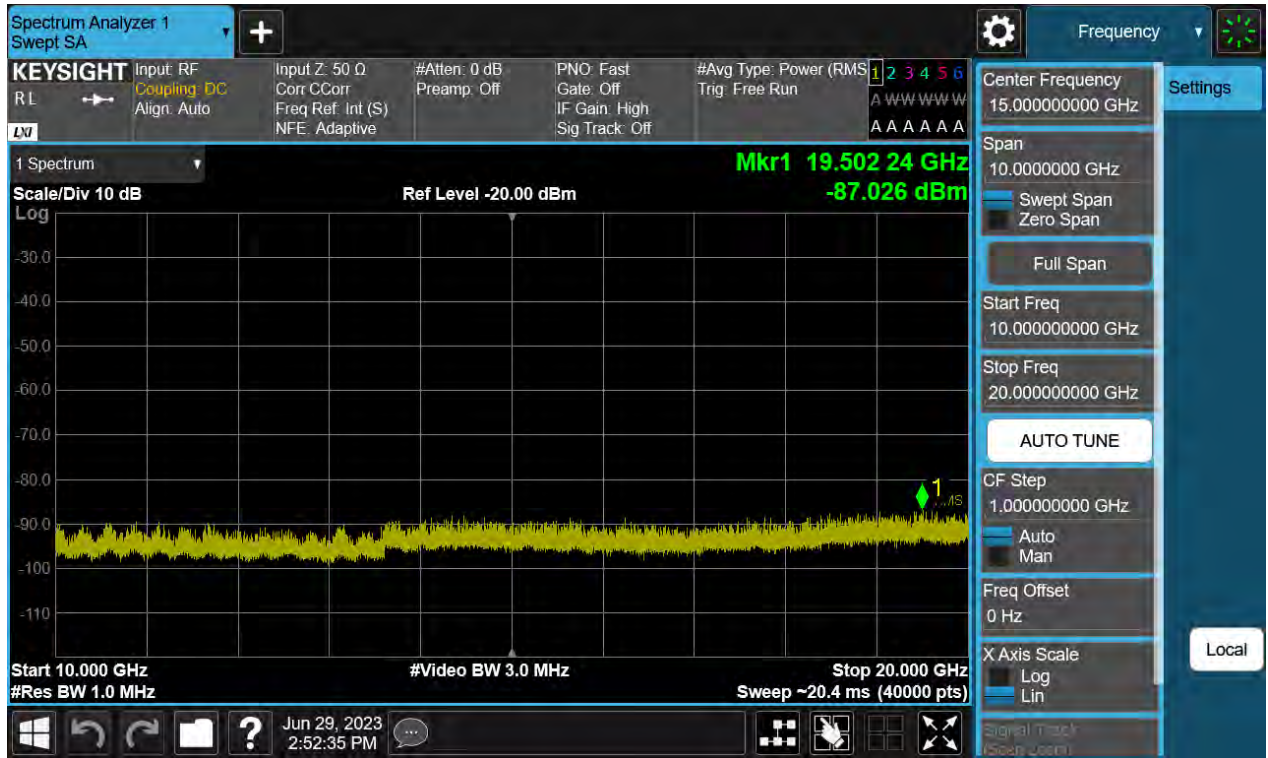 Spectrum Analyzer 1
Swept SA
Frequency
KEYSIGHT
RL
LXI
Input: RF
Coupling: DC
Align: Auto
Input Z: 50 Ω
Corr CCorr
Freq Ref: Int (S)
NFE: Adaptive
#Atten: 0 dB
Preamp: Off
PNO: Fast
Gate: Off
IF Gain: High
Sig Track: Off
#Avg Type: Power (RMS
Trig: Free Run
1 2 3 4 5 6
A W W W W W
A A A A A A
1 Spectrum
Scale/Div 10 dB
Ref Level -20.00 dBm
Mkr1 19.502 24 GHz
-87.026 dBm
Log
-30.0
-40.0
-50.0
-60.0
-70.0
-80.0
-90.0
-100
-110
1
Start 10.000 GHz
#Video BW 3.0 MHz
Stop 20.000 GHz
#Res BW 1.0 MHz
Sweep ~20.4 ms (40000 pts)
Center Frequency
15.000000000 GHz
Span
10.0000000 GHz
Swept Span
Zero Span
Full Span
Start Freq
10.000000000 GHz
Stop Freq
20.000000000 GHz
AUTO TUNE
CF Step
1.000000000 GHz
Auto
Man
Freq Offset
0 Hz
X Axis Scale
Log
Lin
Signal Track
(Span Zoom)
Settings
Local
?
Jun 29, 2023
2:52:35 PM